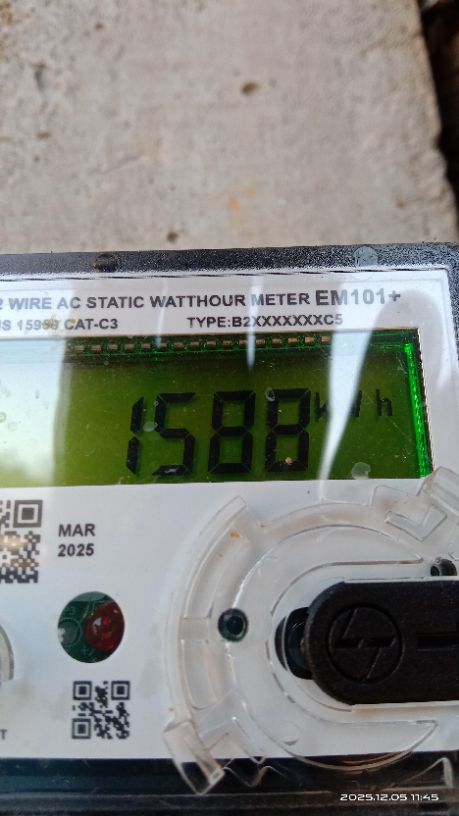 2 WIRE AC STATIC WATTHOUR METER EM101+
IS 15959 CAT-C3 TYPE:B2XXXXXXXC5
1588 kWh
MAR
2025
2025.12.05 11:45